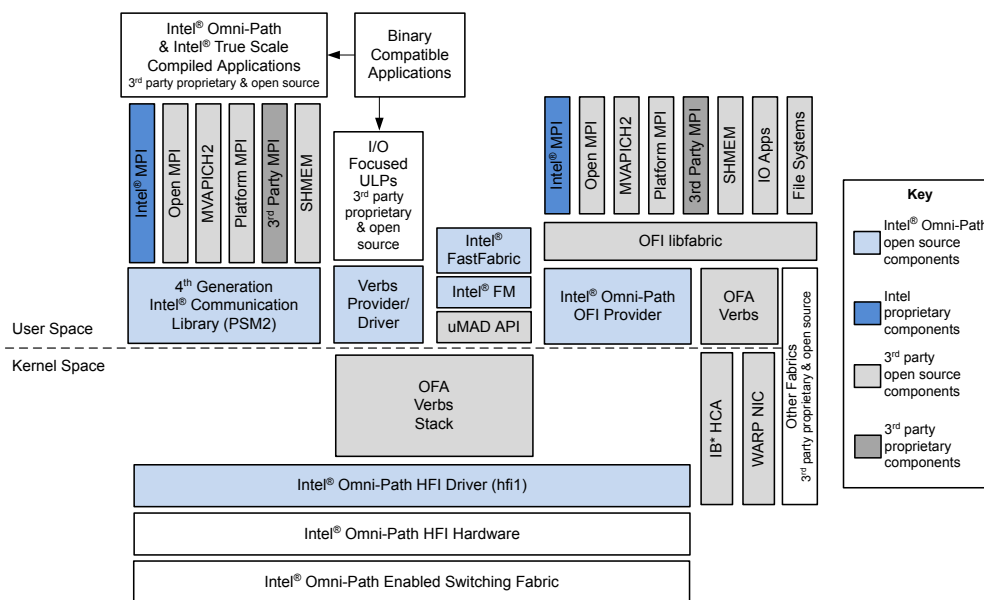 Intel® Omni-Path
& Intel® True Scale
Compiled Applications
3rd party proprietary & open source
Binary
Compatible
Applications
Intel® MPI
Open MPI
MVAPICH2
Platform MPI
3rd Party MPI
SHMEM
I/O
Focused
ULPs
3rd party
proprietary
& open
source
Intel® MPI
Open MPI
MVAPICH2
Platform MPI
3rd Party MPI
SHMEM
IO Apps
File Systems
OFI libfabric
Intel®
FastFabric
Intel® FM
uMAD API
4th Generation
Intel® Communication
Library (PSM2)
Verbs
Provider/
Driver
Intel® Omni-Path
OFI Provider
OFA
Verbs
Other Fabrics
3rd party proprietary & open source
User Space
Kernel Space
OFA
Verbs
Stack
IB* HCA
WARP NIC
Intel® Omni-Path HFI Driver (hfi1)
Intel® Omni-Path HFI Hardware
Intel® Omni-Path Enabled Switching Fabric
Key
Intel® Omni-Path
open source
components
Intel
proprietary
components
3rd party
open source
components
3rd party
proprietary
components